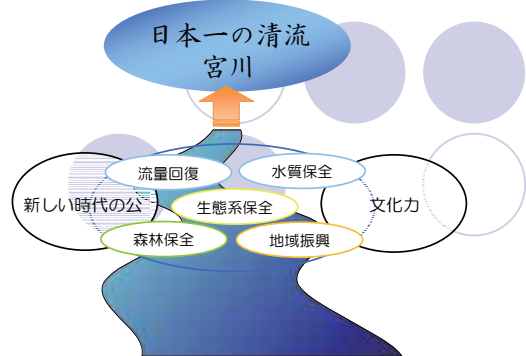 日本一の清流
宮川
流量回復
水質保全
新しい時代の公
生態系保全
文化力
森林保全
地域振興